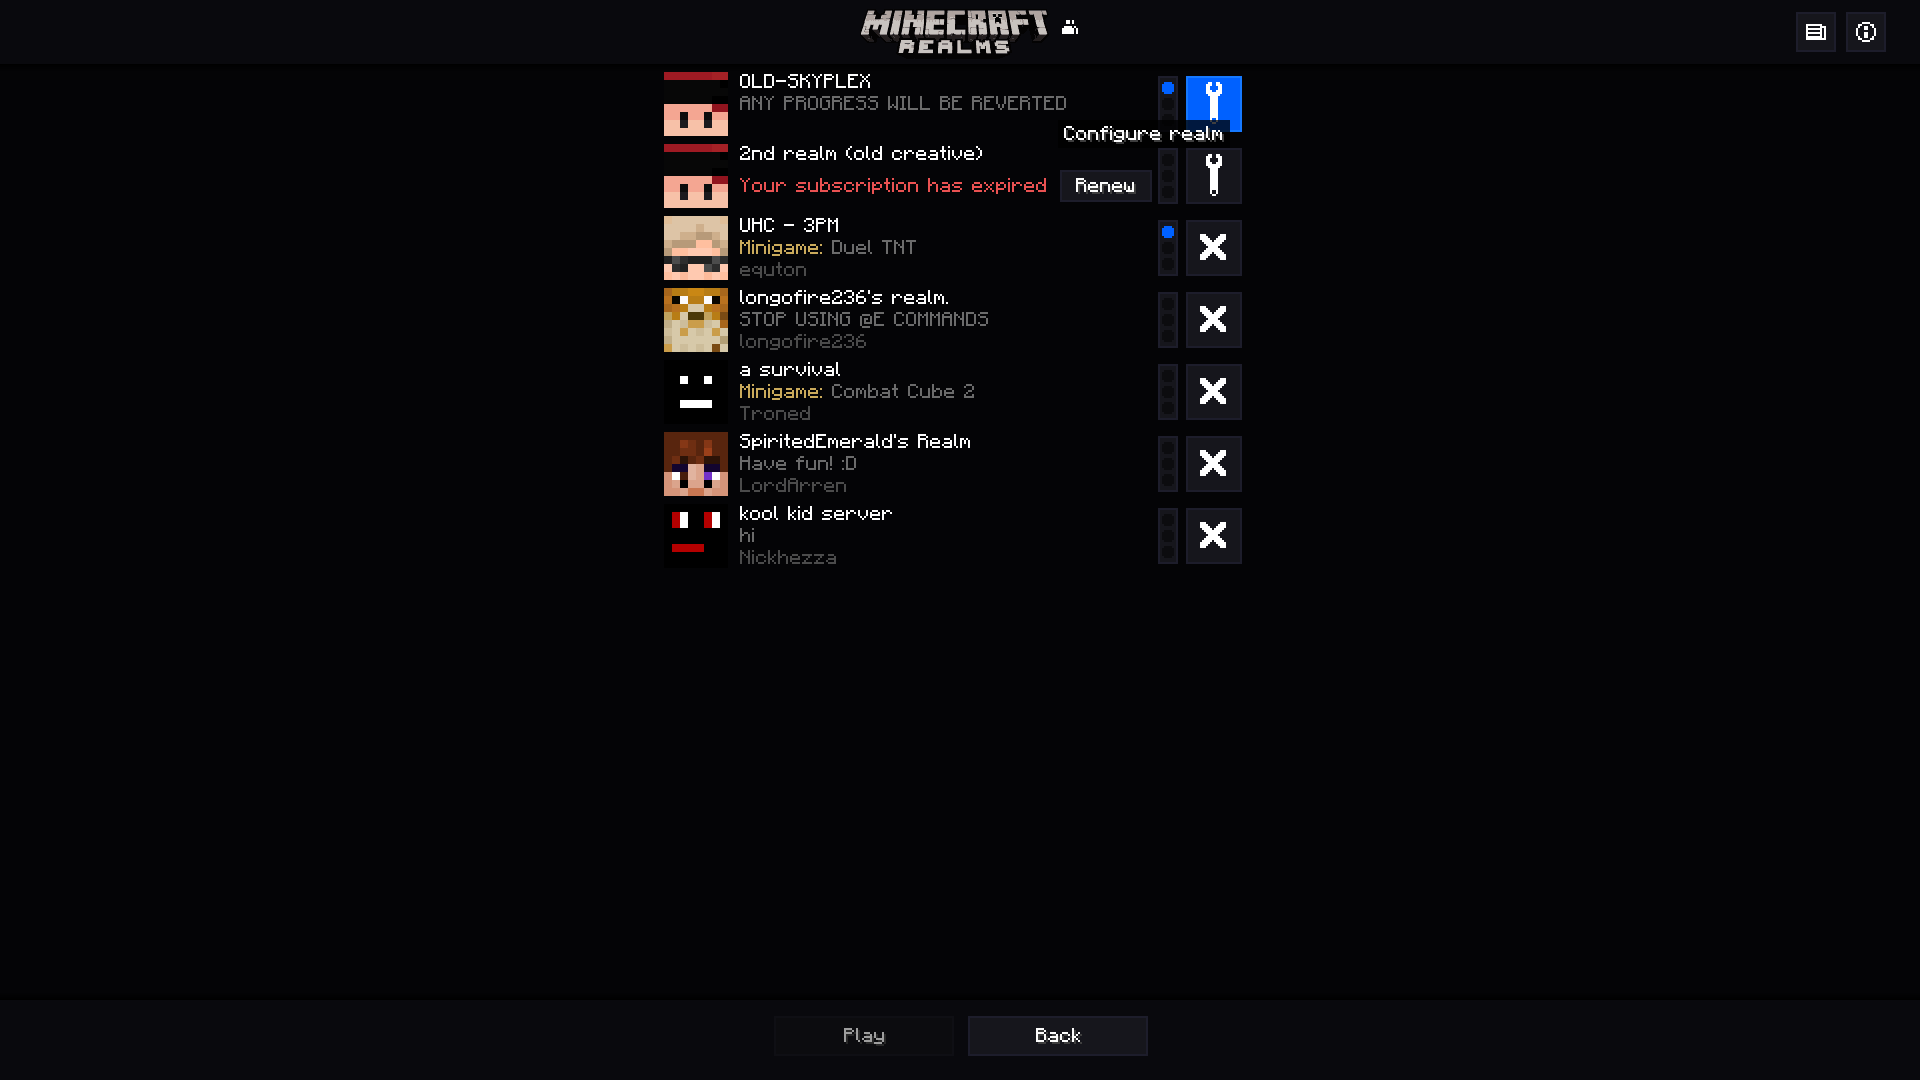 MINECRAFT
REALMS
OLD-SKYPLEX
ANY PROGRESS WILL BE REVERTED
Configure realm
2nd realm (old creative)
Your subscription has expired
Renew
UHC - 3PM
Minigame: Duel TNT
equton
longofire236's realm.
STOP USING @E COMMANDS
longofire236
a survival
Minigame: Combat Cube 2
Troned
SpiritedEmerald's Realm
Have fun! :D
LordArren
kool kid server
hi
Nickhezza
Play
Back